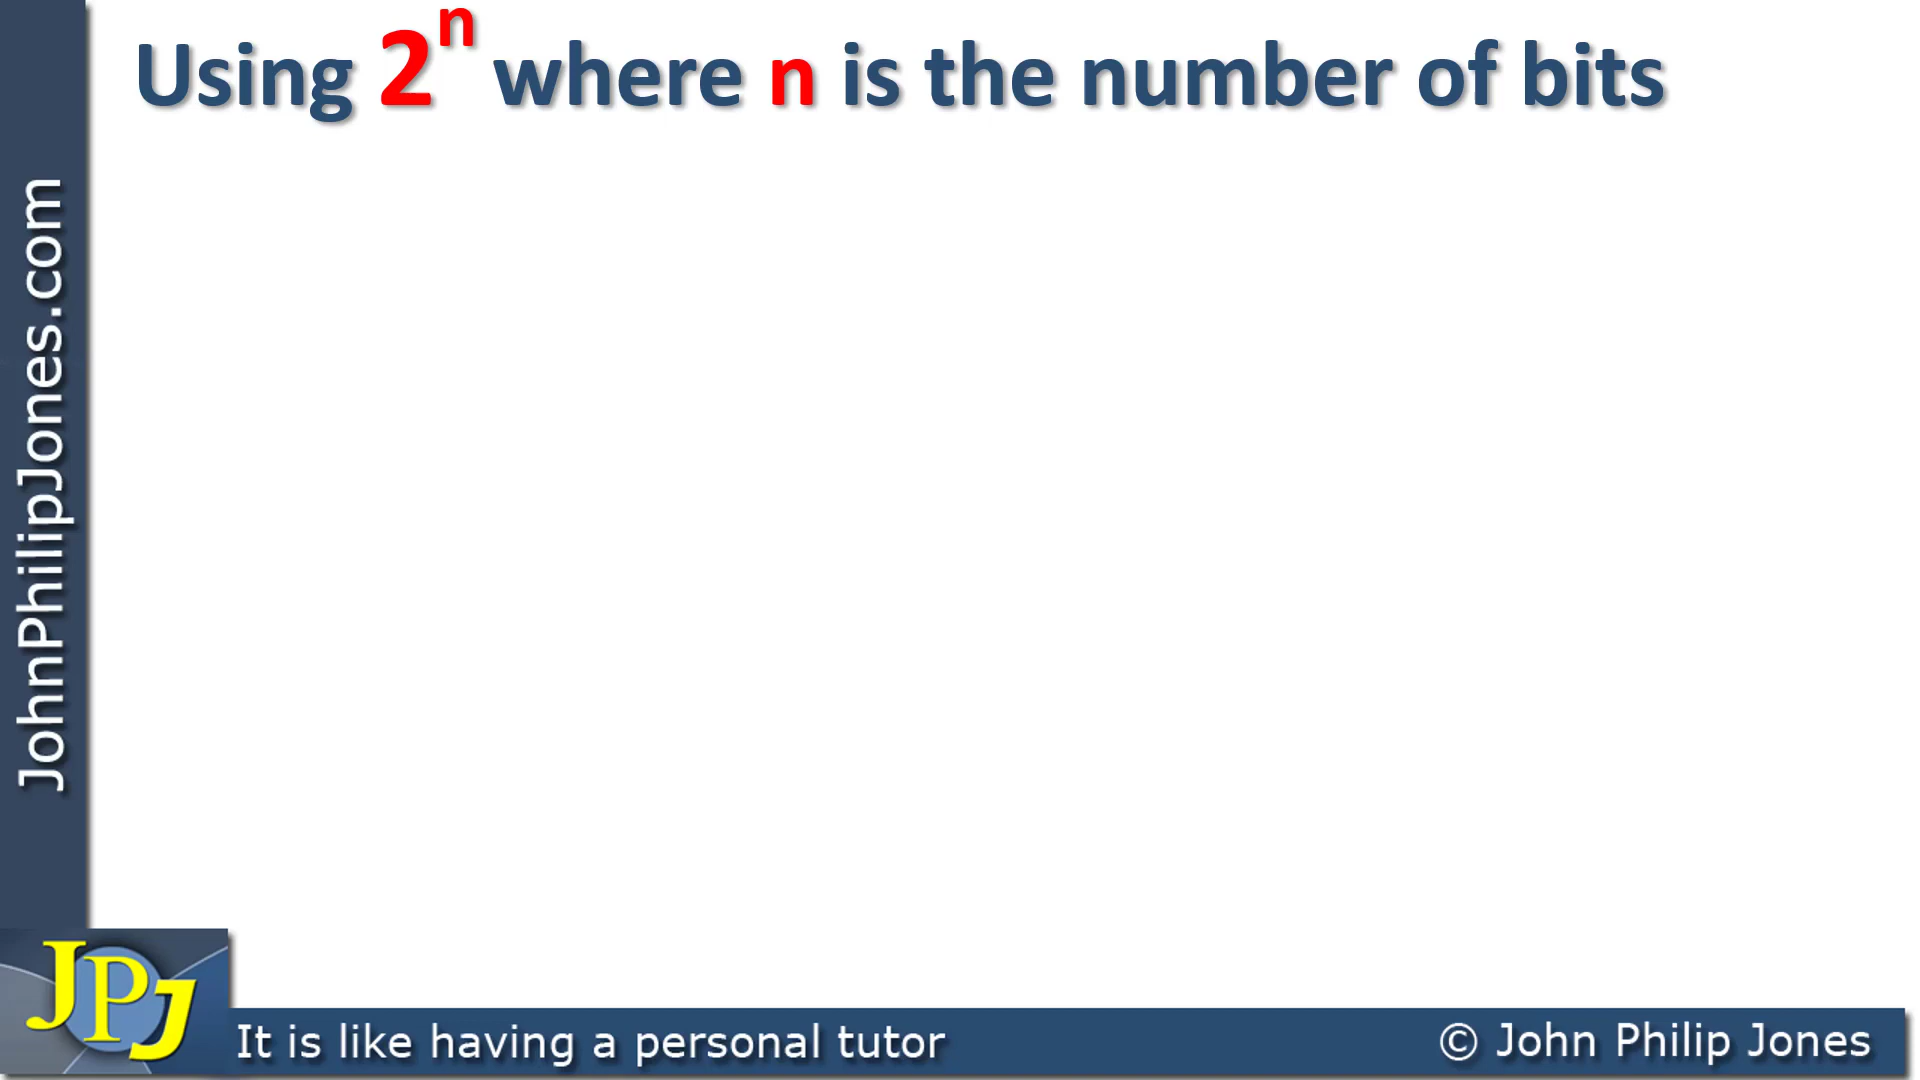 Using 2ⁿ where n is the number of bits
JohnPhilipJones.com
JPJ
It is like having a personal tutor
© John Philip Jones